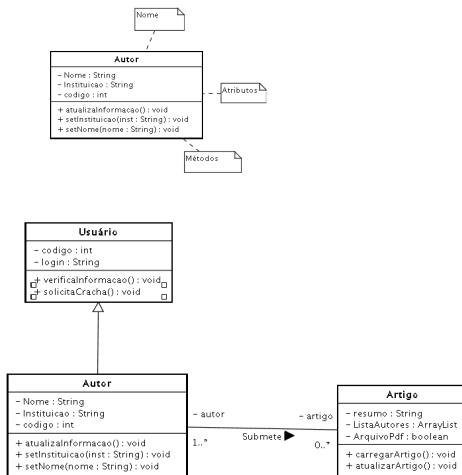 Nome
Autor
- Nome : String
- Instituicao : String
- codigo : int
+ atualizaInformacao() : void
+ setInstituicao(inst : String) : void
+ setNome(nome : String) : void
Atributos
Métodos
Usuário
- codigo : int
- login : String
+ verificaInformacao() : void
+ solicitaCracha() : void
Autor
- Nome : String
- Instituicao : String
- codigo : int
+ atualizaInformacao() : void
+ setInstituicao(inst : String) : void
+ setNome(nome : String) : void
- autor
- artigo
1..*
Submete
0..*
Artigo
- resumo : String
- ListaAutores : ArrayList
- ArquivoPdf : boolean
+ carregarArtigo() : void
+ atualizarArtigo() : void